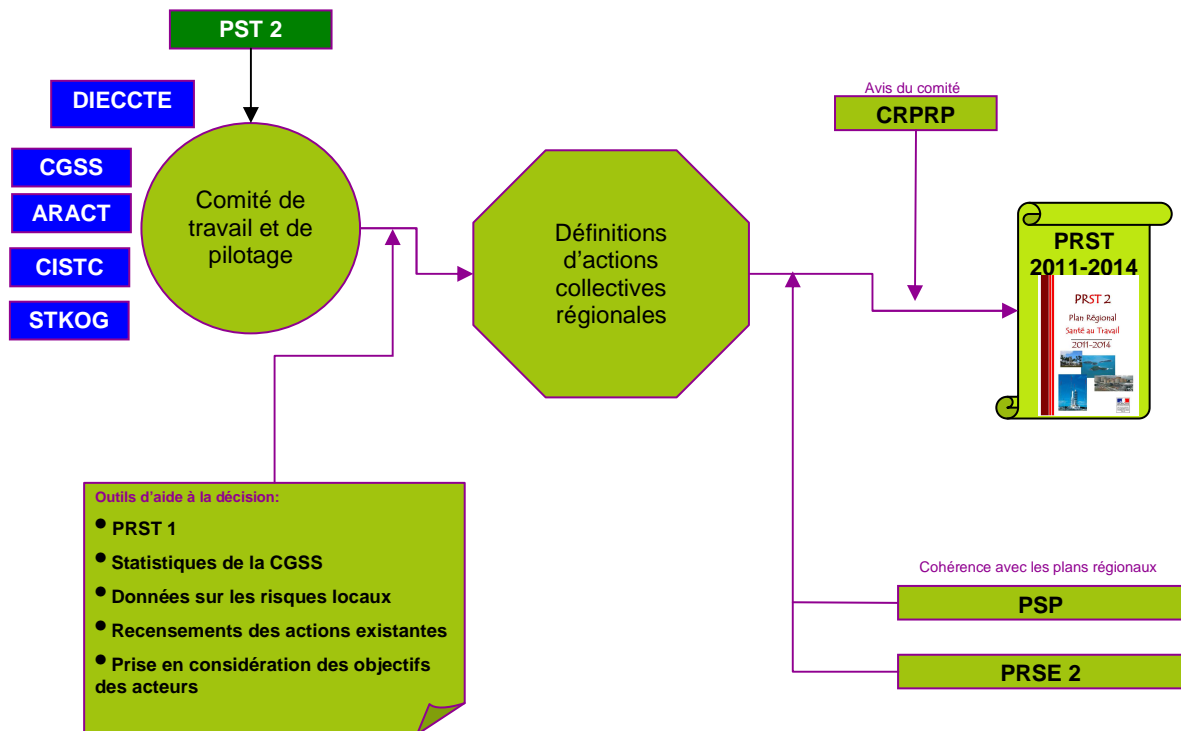 PST 2
DIECCTE
CGSS
ARACT
CISTC
STKOG
Comité de
travail et de
pilotage
Définitions
d'actions
collectives
régionales
Avis du comité
CRPRP
PRST
2011-2014
PRST 2
Plan Régional
Santé au Travail
2011-2014
Outils d'aide à la décision:
• PRST 1
• Statistiques de la CGSS
• Données sur les risques locaux
• Recensements des actions existantes
• Prise en considération des objectifs
des acteurs
Cohérence avec les plans régionaux
PSP
PRSE 2